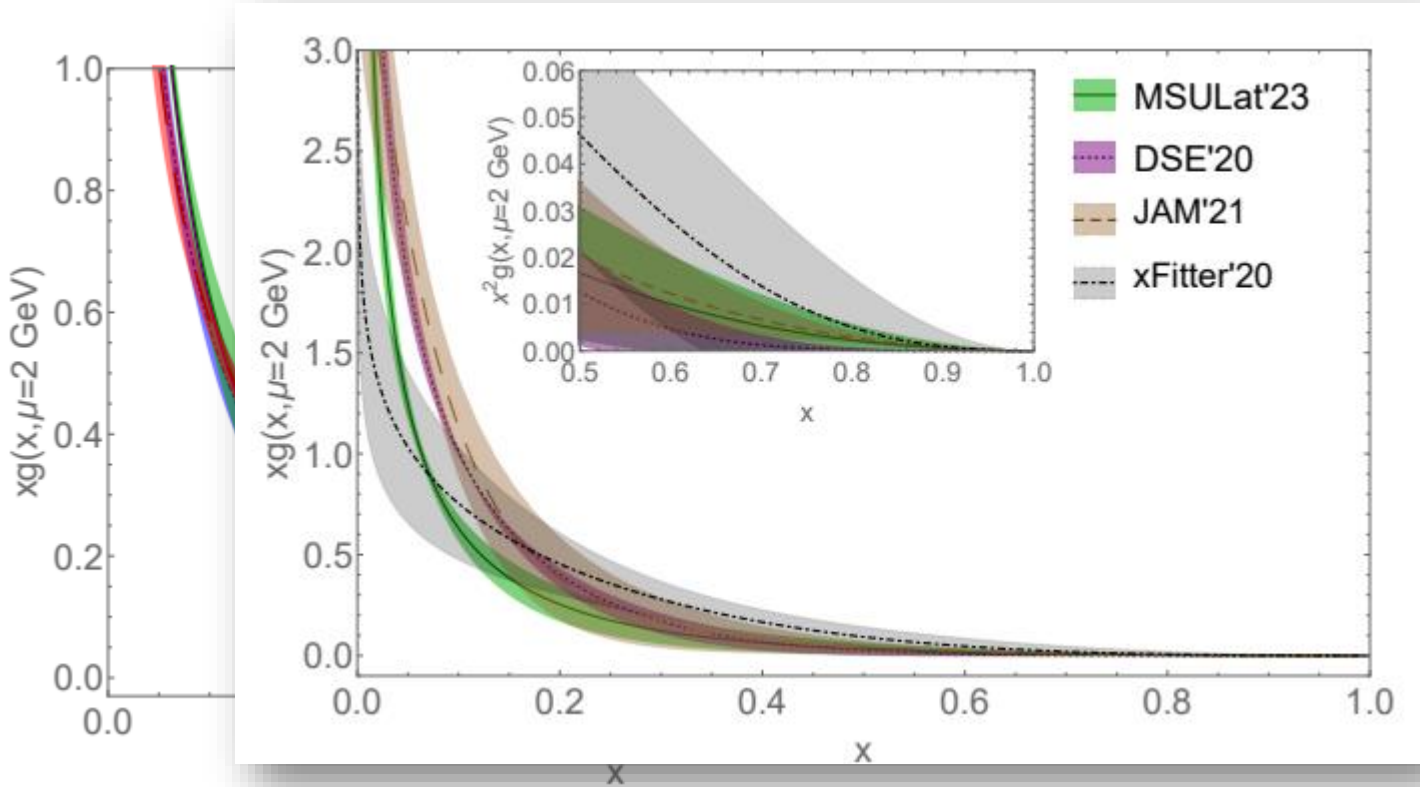 1.0
0.8
0.6
0.4
0.2
0.0
0.0
xg(x,μ=2 GeV)
x
3.0
2.5
2.0
1.5
1.0
0.5
0.0
xg(x,μ=2 GeV)
0.0 0.2 0.4 0.6 0.8 1.0
x
0.06
0.05
0.04
0.03
0.02
0.01
0.00
x²g(x,μ=2 GeV)
0.5 0.6 0.7 0.8 0.9 1.0
x
MSULat'23
DSE'20
JAM'21
xFitter'20